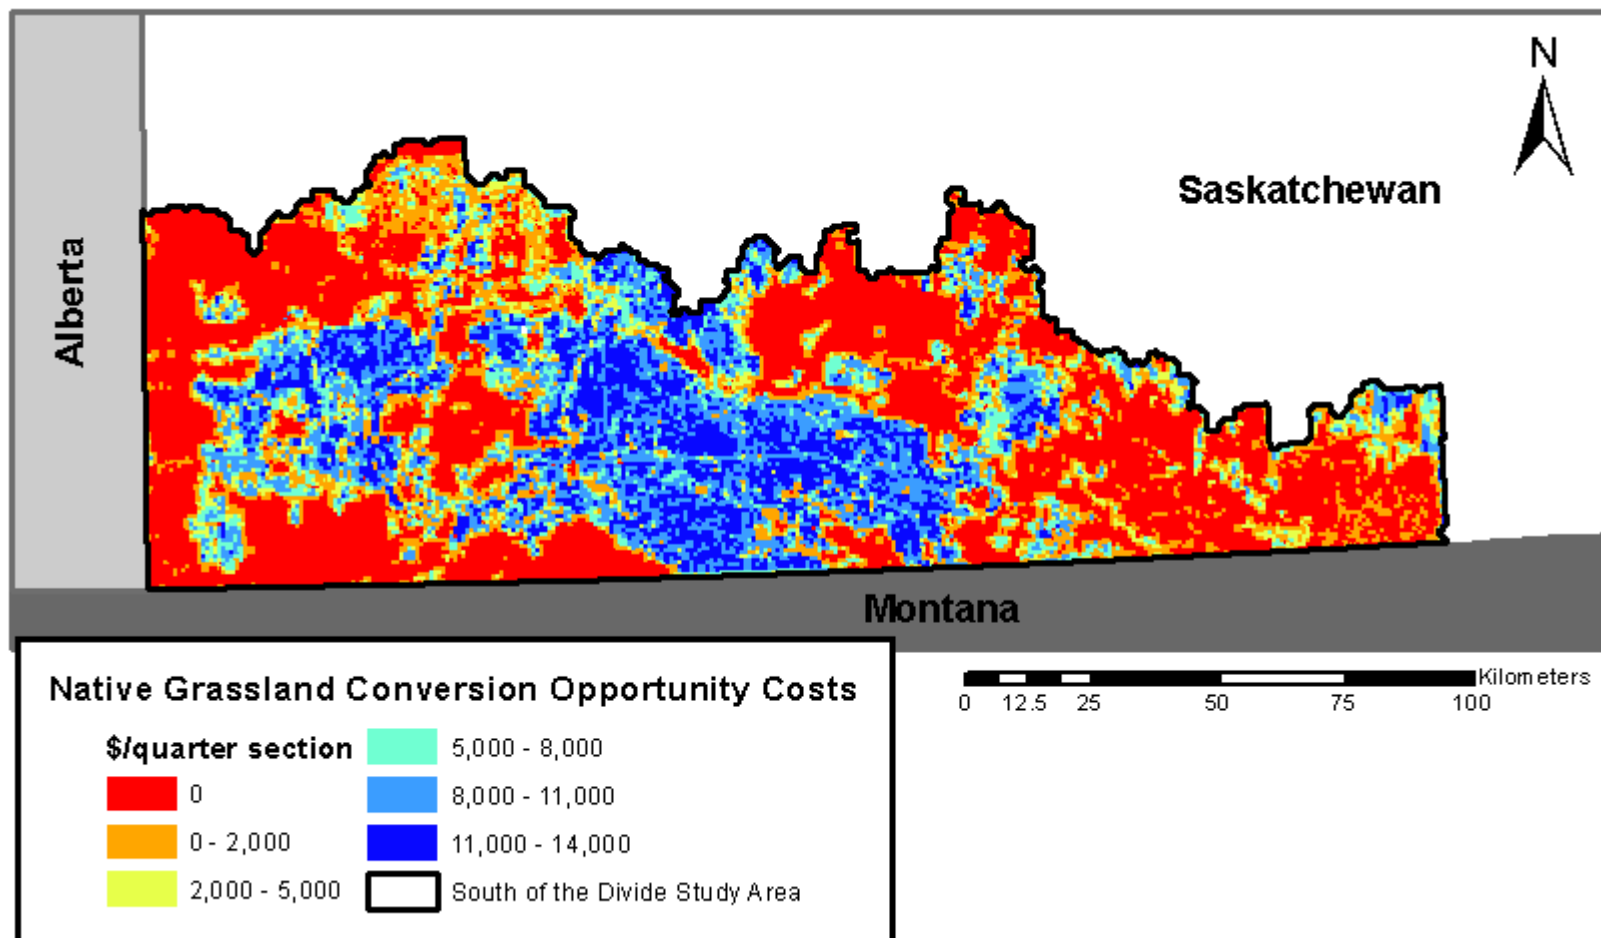 N
Saskatchewan
Alberta
Montana
Kilometers
0 12.5 25 50 75 100
Native Grassland Conversion Opportunity Costs
$/quarter section
0
0 - 2,000
2,000 - 5,000
5,000 - 8,000
8,000 - 11,000
11,000 - 14,000
South of the Divide Study Area